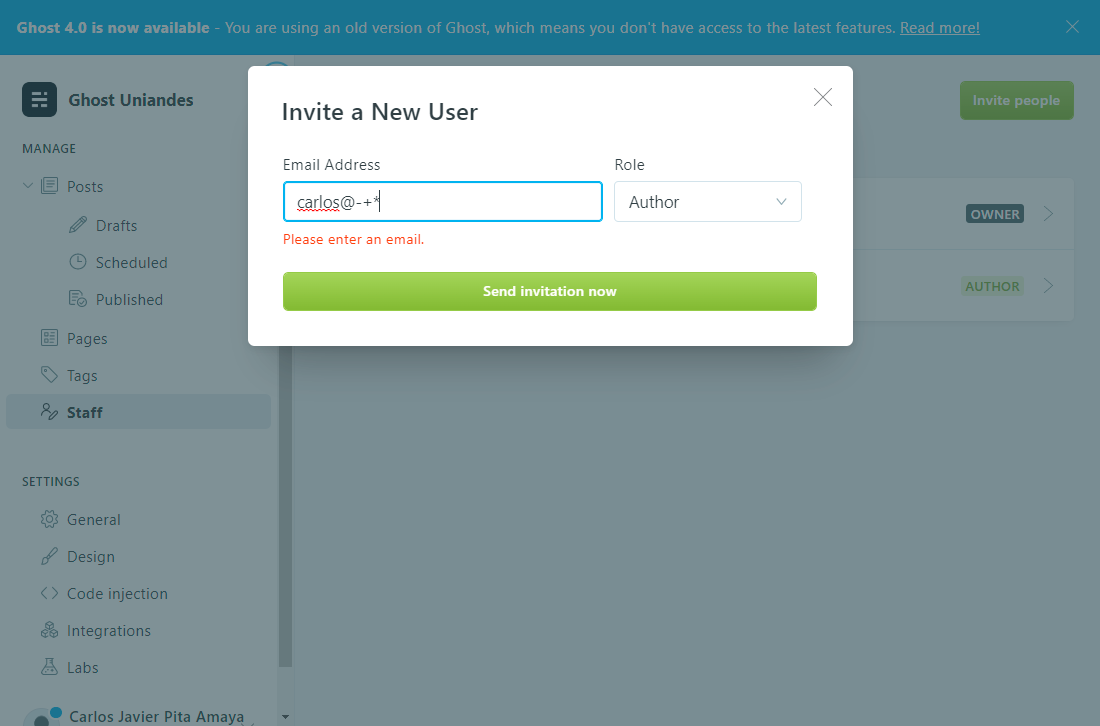 Ghost 4.0 is now available - You are using an old version of Ghost, which means you don't have access to the latest features. Read more!
Ghost Uniandes
Invite people
MANAGE
Posts
Drafts
Scheduled
Published
Pages
Tags
Staff
SETTINGS
General
Design
Code injection
Integrations
Labs
Carlos Javier Pita Amaya
Invite a New User
Email Address
Role
carlos@-+*
Author
Please enter an email.
Send invitation now
OWNER
AUTHOR